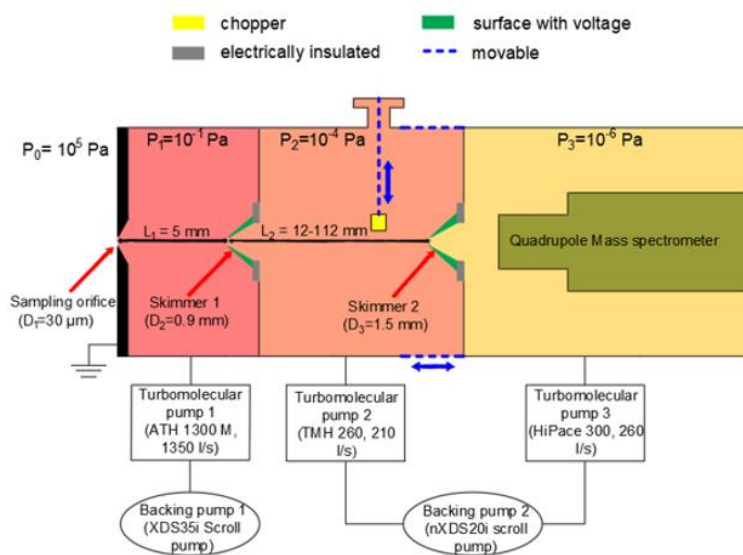 chopper
surface with voltage
electrically insulated
movable
P₀= 10⁵ Pa
P₁=10⁻¹ Pa
P₂=10⁻⁴ Pa
P₃=10⁻⁶ Pa
L₁ = 5 mm
L₂ = 12-112 mm
Quadrupole Mass spectrometer
Sampling orifice
(D₁=30 µm)
Skimmer 1
(D₂=0.9 mm)
Skimmer 2
(D₃=1.5 mm)
Turbomolecular
pump 1
(ATH 1300 M,
1350 l/s)
Turbomolecular
pump 2
(TMH 260, 210
l/s)
Turbomolecular
pump 3
(HiPace 300, 260
l/s)
Backing pump 1
(XDS35i Scroll
pump)
Backing pump 2
(nXDS20i scroll
pump)